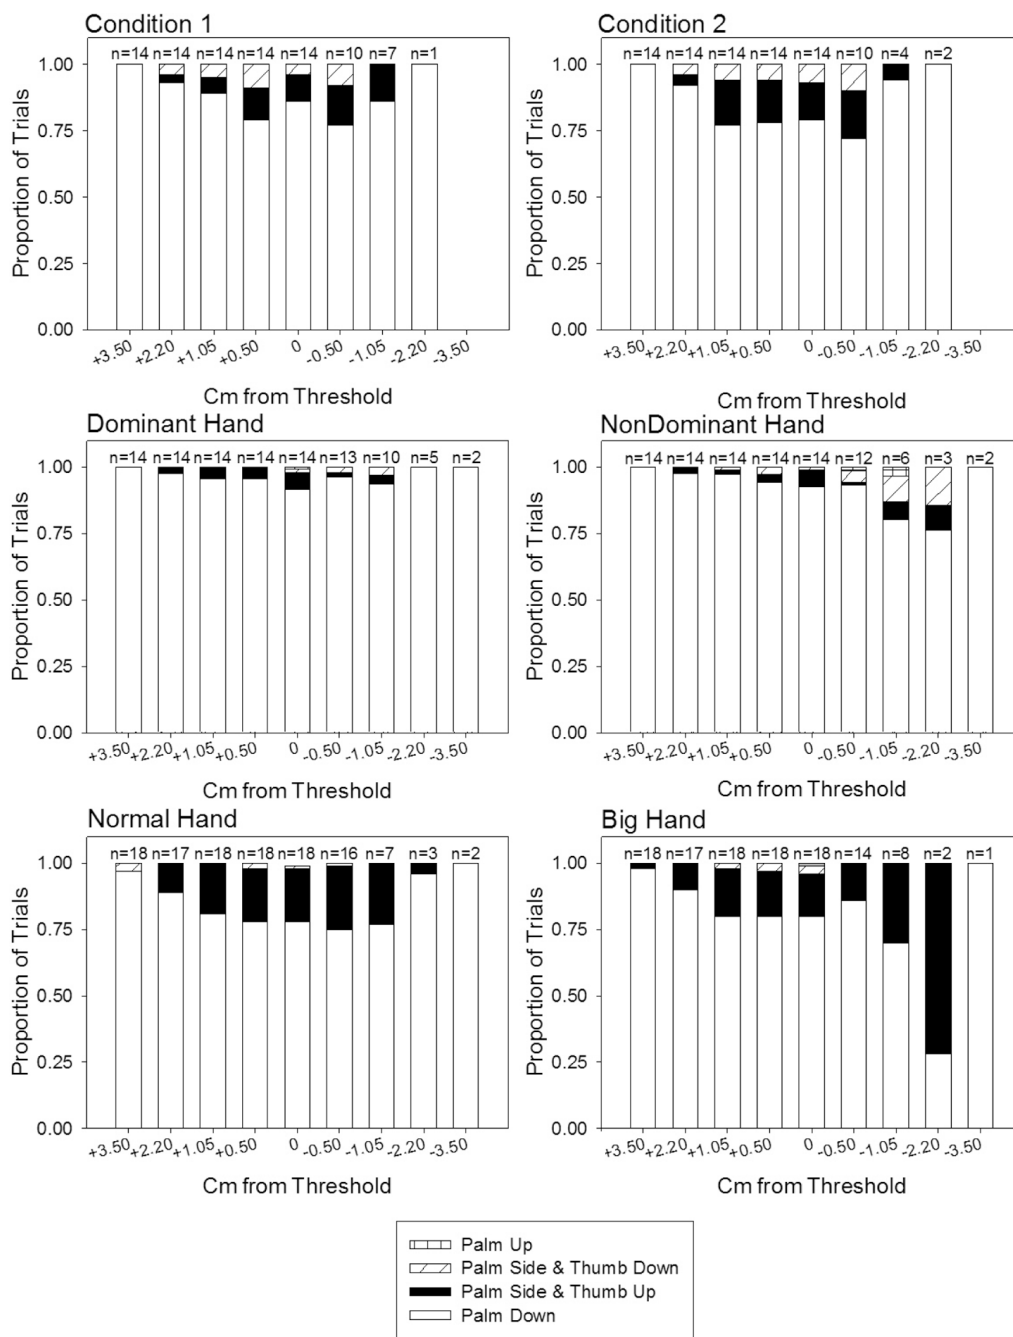 Condition 1
n=14 n=14 n=14 n=14 n=14 n=10 n=7 n=1
1.00
0.75
0.50
0.25
0.00
Proportion of Trials
+3.50 +2.20 +1.05 +0.50 0 -0.50 -1.05 -2.20 -3.50
Cm from Threshold
Condition 2
n=14 n=14 n=14 n=14 n=14 n=10 n=4 n=2
1.00
0.75
0.50
0.25
0.00
Proportion of Trials
+3.50 +2.20 +1.05 +0.50 0 -0.50 -1.05 -2.20 -3.50
Cm from Threshold
Dominant Hand
n=14 n=14 n=14 n=14 n=14 n=13 n=10 n=5 n=2
1.00
0.75
0.50
0.25
0.00
Proportion of Trials
+3.50 +2.20 +1.05 +0.50 0 -0.50 -1.05 -2.20 -3.50
Cm from Threshold
NonDominant Hand
n=14 n=14 n=14 n=14 n=14 n=12 n=6 n=3 n=2
1.00
0.75
0.50
0.25
0.00
Proportion of Trials
+3.50 +2.20 +1.05 +0.50 0 -0.50 -1.05 -2.20 -3.50
Cm from Threshold
Normal Hand
n=18 n=17 n=18 n=18 n=18 n=16 n=7 n=3 n=2
1.00
0.75
0.50
0.25
0.00
Proportion of Trials
+3.50 +2.20 +1.05 +0.50 0 -0.50 -1.05 -2.20 -3.50
Cm from Threshold
Big Hand
n=18 n=17 n=18 n=18 n=18 n=14 n=8 n=2 n=1
1.00
0.75
0.50
0.25
0.00
Proportion of Trials
+3.50 +2.20 +1.05 +0.50 0 -0.50 -1.05 -2.20 -3.50
Cm from Threshold
Palm Up
Palm Side & Thumb Down
Palm Side & Thumb Up
Palm Down